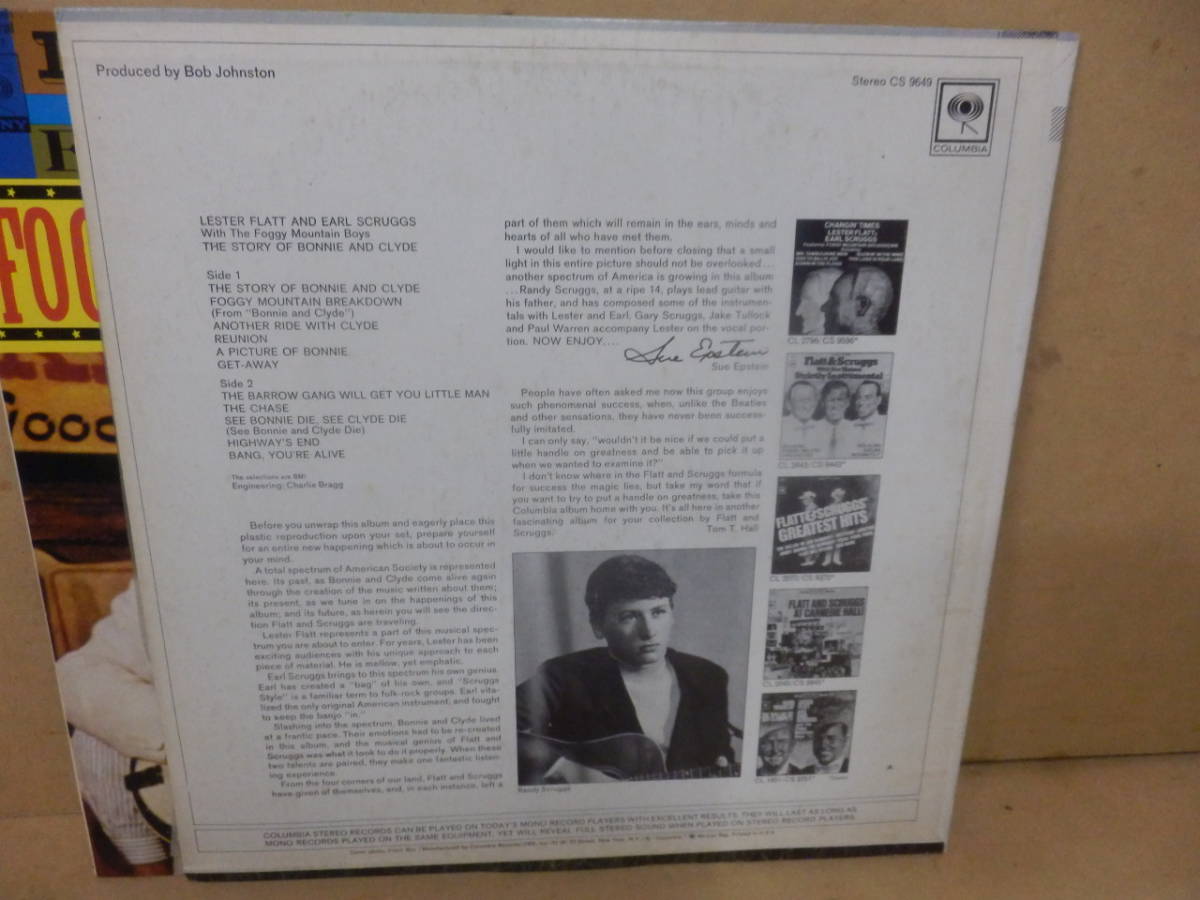 Produced by Bob Johnston
Stereo CS 9649
COLUMBIA
LESTER FLATT AND EARL SCRUGGS
With The Foggy Mountain Boys
THE STORY OF BONNIE AND CLYDE
Side 1
THE STORY OF BONNIE AND CLYDE
FOGGY MOUNTAIN BREAKDOWN
(From "Bonnie and Clyde")
ANOTHER RIDE WITH CLYDE
REUNION
A PICTURE OF BONNIE
GET-AWAY
Side 2
THE BARROW GANG WILL GET YOU LITTLE MAN
THE CHASE
SEE BONNIE DIE, SEE CLYDE DIE
(See Bonnie and Clyde Die)
HIGHWAY'S END
BANG, YOU'RE ALIVE
The selections are BMI
Engineering: Charlie Bragg
Before you unwrap this album and eagerly place this
plastic reproduction upon your set, prepare yourself
for an entire new happening which is about to occur in
your mind.
A total spectrum of American Society is represented
here. Its past, as Bonnie and Clyde come alive again
through the creation of the music written about them;
its present, as we tune in on the happenings of this
album; and its future, as herein you will see the direc-
tion Flatt and Scruggs are traveling.
Lester Flatt represents a part of this musical spec-
trum you are about to enter. For years, Lester has been
exciting audiences with his unique approach to each
piece of material. He is mellow, yet emphatic.
Earl Scruggs brings to this spectrum his own genius.
Earl has created a "bag" of his own, and "Scruggs
Style" is a familiar term to folk-rock groups. Earl vita-
lized the only original American instrument, and fought
to keep the banjo "in."
Slashing into the spectrum, Bonnie and Clyde lived
at a frantic pace. Their emotions had to be re-created
in this album, and the musical genius of Flatt and
Scruggs was what it took to do it properly. When these
two talents are paired, they make one fantastic listen-
ing experience.
From the four corners of our land, Flatt and Scruggs
have given of themselves, and, in each instance, left a
part of them which will remain in the ears, minds and
hearts of all who have met them.
I would like to mention before closing that a small
light in this entire picture should not be overlooked...
another spectrum of America is growing in this album
...Randy Scruggs, at a ripe 14, plays lead guitar with
his father, and has composed some of the instrumen-
tals with Lester and Earl. Gary Scruggs, Jake Tullock
and Paul Warren accompany Lester on the vocal por-
tion. NOW ENJOY....
Sue Epstein
Sue Epstein
People have often asked me now this group enjoys
such phenomenal success, when, unlike the Beatles
and other sensations, they have never been success-
fully imitated.
I can only say, "wouldn't it be nice if we could put a
little handle on greatness and be able to pick it up
when we wanted to examine it?"
I don't know where in the Flatt and Scruggs formula
for success the magic lies, but take my word that if
you want to try to put a handle on greatness, take this
Columbia album home with you. It's all here in another
fascinating album for your collection by Flatt and
Scruggs. Tom T. Hall
Randy Scruggs
CHANGIN' TIMES
LESTER FLATT
EARL SCRUGGS
CL 2796/CS 9596*
Flatt & Scruggs
Strictly Instrumental
FLATT & SCRUGGS'
GREATEST HITS
FLATT AND SCRUGGS
AT CARNEGIE HALL!
COLUMBIA STEREO RECORDS CAN BE PLAYED ON TODAY'S MONO RECORD PLAYERS WITH EXCELLENT RESULTS. THEY WILL LAST AS LONG AS
MONO RECORDS PLAYED ON THE SAME EQUIPMENT, YET WILL REVEAL FULL STEREO SOUND WHEN PLAYED ON STEREO RECORD PLAYERS.
FOG
Good